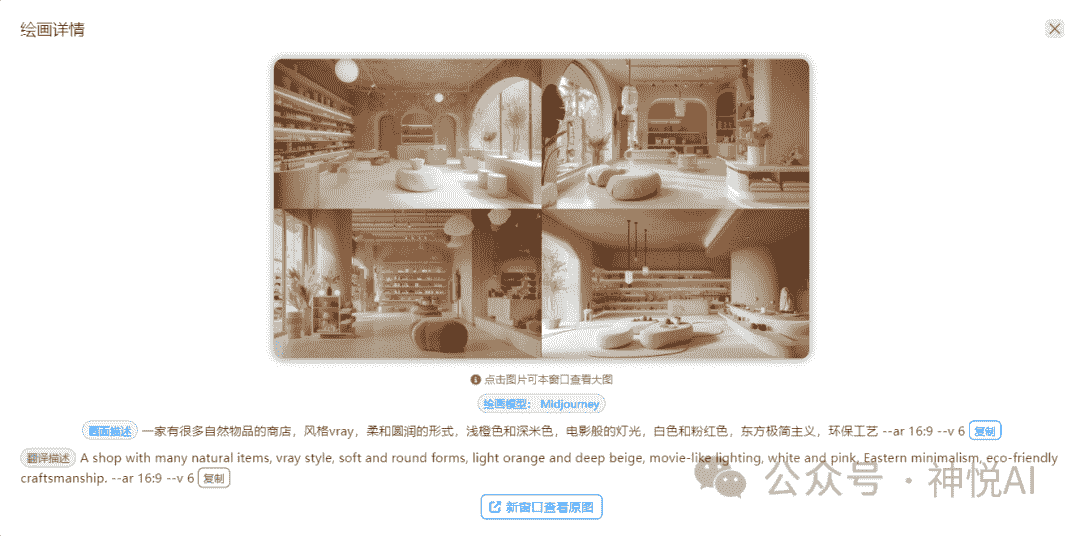 绘画详情
点击图片可本窗口查看大图
绘画模型: Midjourney
画面描述 一家有很多自然物品的商店，风格vray，柔和圆润的形式，浅橙色和深米色，电影般的灯光，白色和粉红色，东方极简主义，环保工艺 --ar 16:9 --v 6 复制
翻译描述 A shop with many natural items, vray style, soft and round forms, light orange and deep beige, movie-like lighting, white and pink, Eastern minimalism, eco-friendly
craftsmanship. --ar 16:9 --v 6 复制
公众号 · 神悦AI
新窗口查看原图